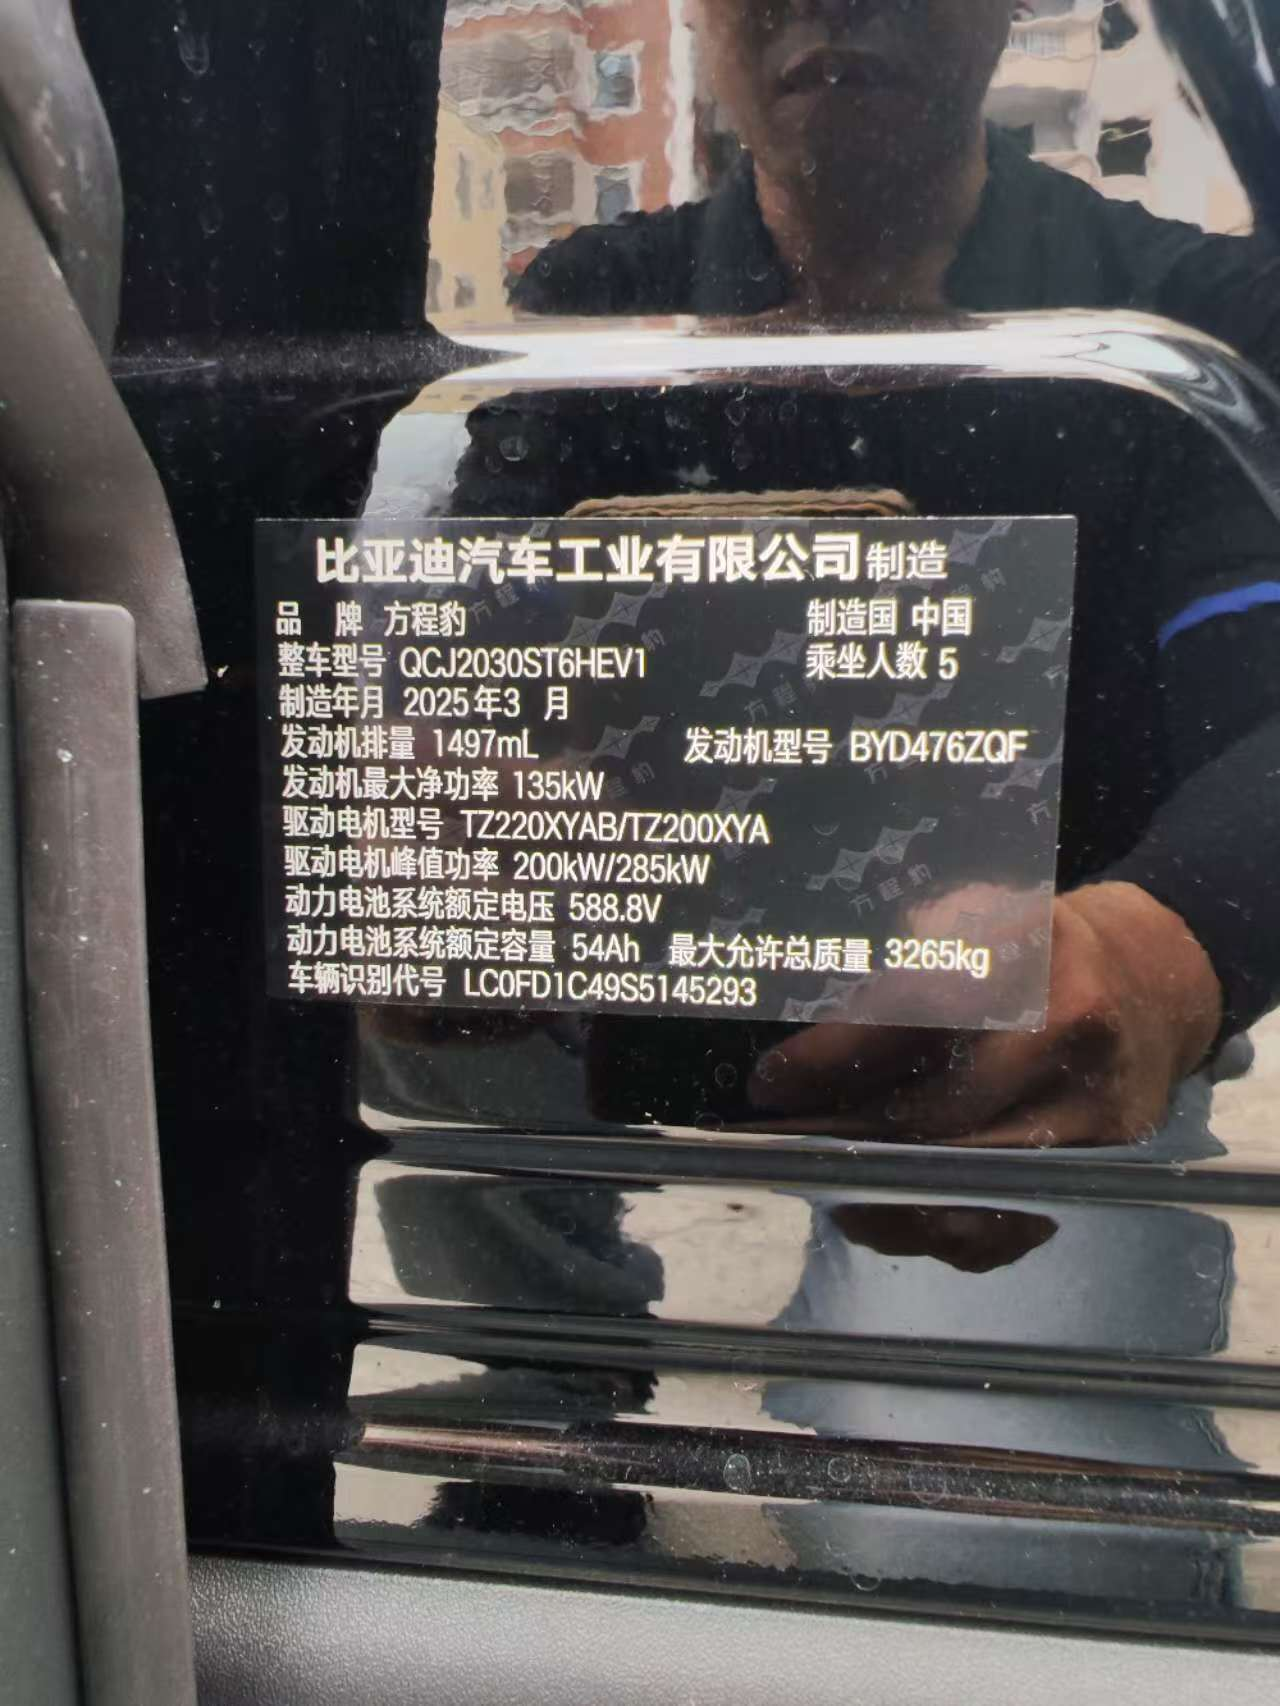 比亚迪汽车工业有限公司制造
品 牌 方程豹 制造国 中国
整车型号 QCJ2030ST6HEV1 乘坐人数 5
制造年月 2025年3 月
发动机排量 1497mL 发动机型号 BYD476ZQF
发动机最大净功率 135kW
驱动电机型号 TZ220XYAB/TZ200XYA
驱动电机峰值功率 200kW/285kW
动力电池系统额定电压 588.8V
动力电池系统额定容量 54Ah 最大允许总质量 3265kg
车辆识别代号 LC0FD1C49S5145293